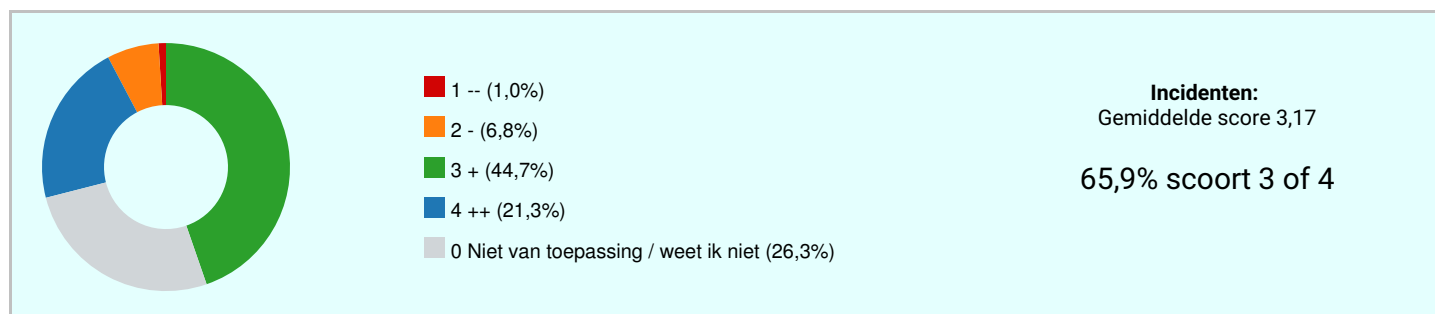 1 -- (1,0%)
2 - (6,8%)
3 + (44,7%)
4 ++ (21,3%)
0 Niet van toepassing / weet ik niet (26,3%)
Incidenten:
Gemiddelde score 3,17
65,9% scoort 3 of 4